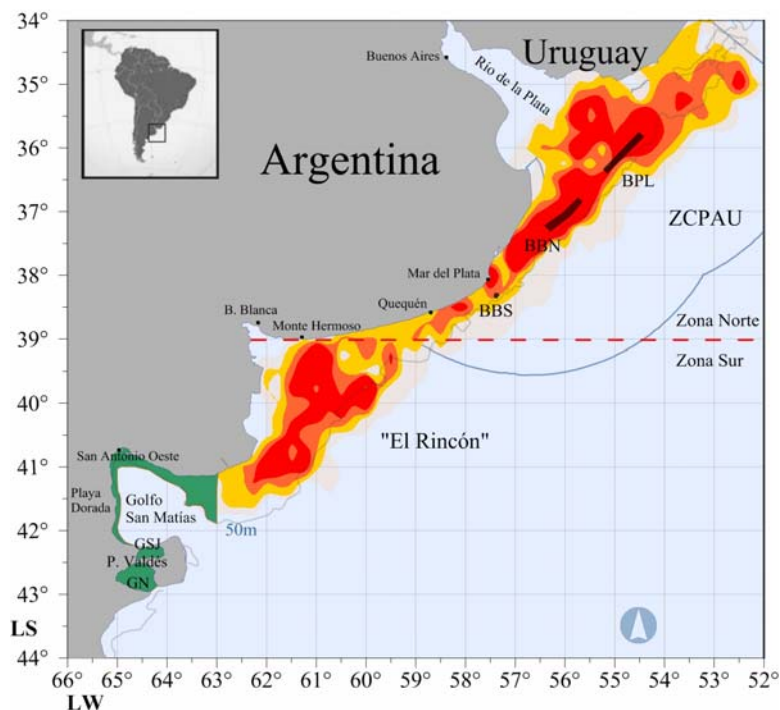 34°
35°
36°
37°
38°
39°
40°
41°
42°
43°
LS
44°
66° 65° 64° 63° 62° 61° 60° 59° 58° 57° 56° 55° 54° 53° 52°
LW
Uruguay
Buenos Aires
Río de la Plata
Argentina
BPL
ZCPAU
BBN
Mar del Plata
BBS
Quequén
B. Blanca
Monte Hermoso
Zona Norte
Zona Sur
"El Rincón"
San Antonio Oeste
Playa
Dorada
Golfo
San Matías
50m
GSJ
P. Valdés
GN